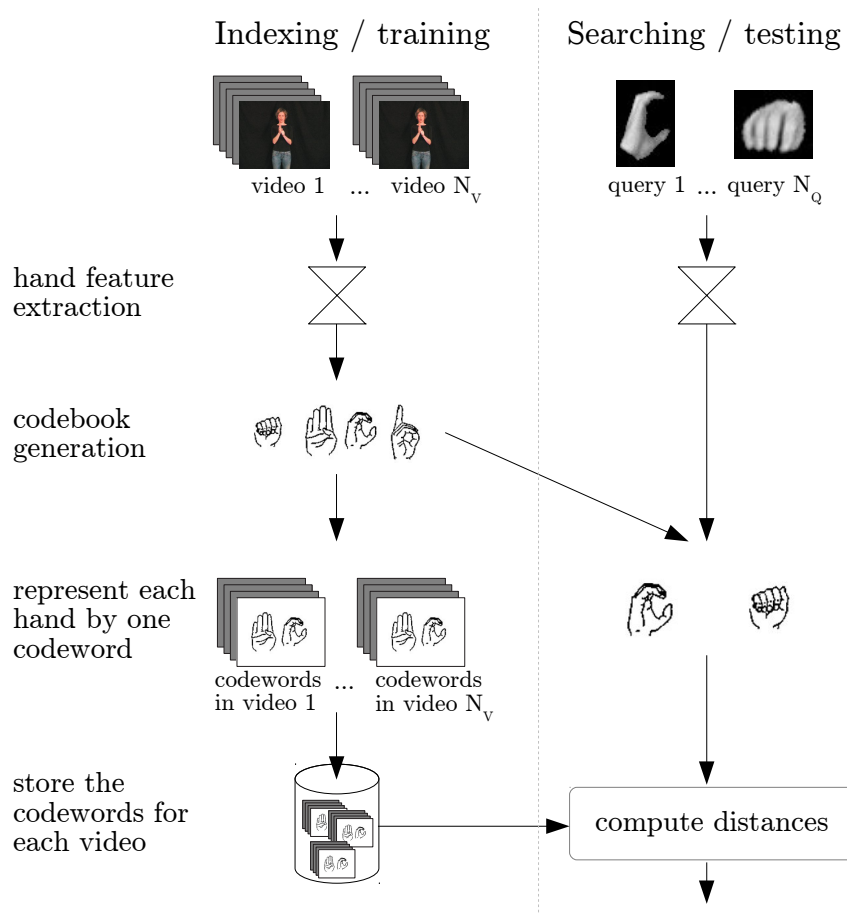 Indexing / training
Searching / testing
video 1 ... video N_V
query 1 ... query N_Q
hand feature
extraction
codebook
generation
represent each
hand by one
codeword
codewords ... codewords
in video 1 in video N_V
store the
codewords for
each video
compute distances